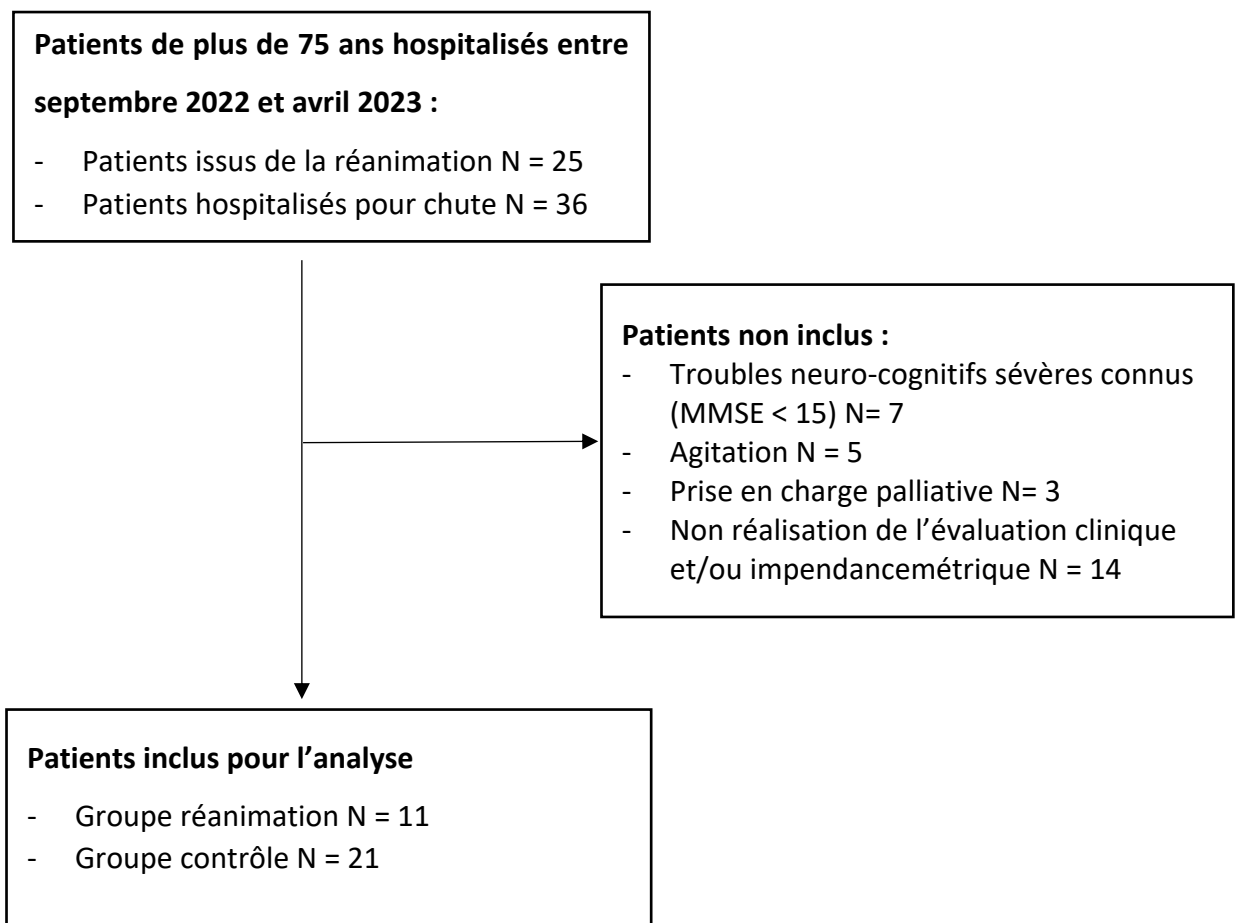 Patients de plus de 75 ans hospitalisés entre
septembre 2022 et avril 2023 :
- Patients issus de la réanimation N = 25
- Patients hospitalisés pour chute N = 36
Patients non inclus :
- Troubles neuro-cognitifs sévères connus
(MMSE < 15) N= 7
- Agitation N = 5
- Prise en charge palliative N= 3
- Non réalisation de l’évaluation clinique
et/ou impendancemétrique N = 14
Patients inclus pour l’analyse
- Groupe réanimation N = 11
- Groupe contrôle N = 21